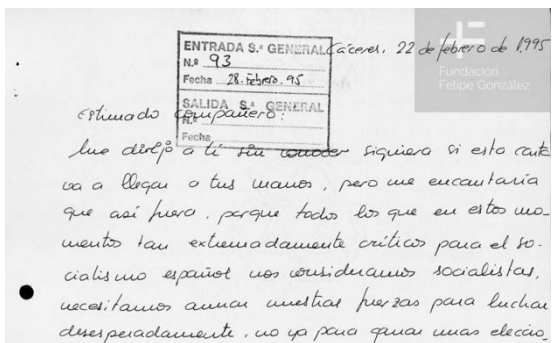 Fundación
Felipe González
ENTRADA S.ª GENERAL
N.º 93
Fecha 28. Febrero. 95
SALIDA S.ª GENERAL
N.º
Fecha
Cáceres, 22 de febrero de 1.995
Estimado compañero:
Me dirijo a ti sin conocer siquiera si esta carta
va a llegar a tus manos, pero me encantaría
que así fuera, porque todos los que en estos mo-
mentos tan extremadamente críticos para el so-
cialismo español nos consideramos socialistas,
necesitamos aunar nuestras fuerzas para luchar
desesperadamente, no ya para ganar unas eleccio-